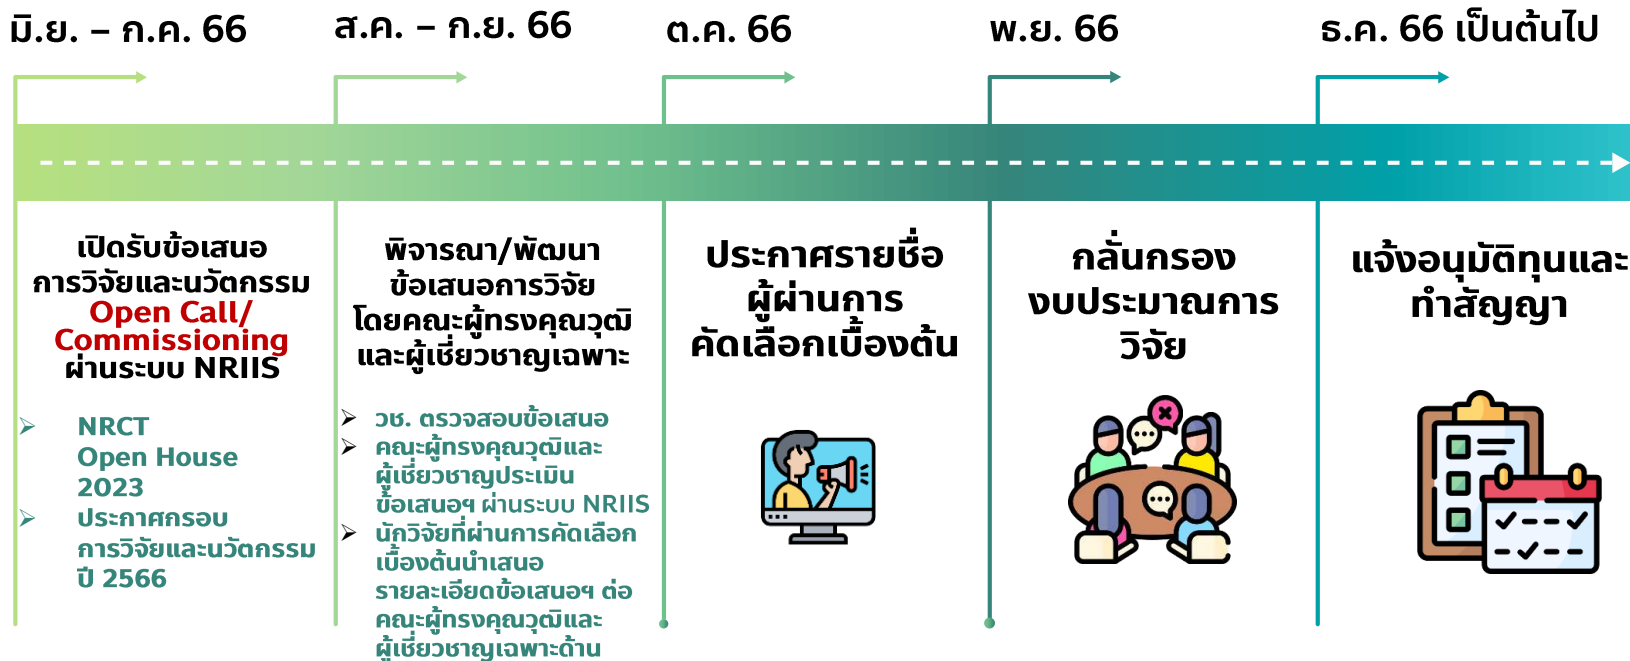 มิ.ย. – ก.ค. 66
ส.ค. – ก.ย. 66
ต.ค. 66
พ.ย. 66
ธ.ค. 66 เป็นต้นไป
เปิดรับข้อเสนอ
การวิจัยและนวัตกรรม
Open Call/
Commissioning
ผ่านระบบ NRIIS
➢ NRCT
Open House
2023
➢ ประกาศกรอบ
การวิจัยและนวัตกรรม
ปี 2566
พิจารณา/พัฒนา
ข้อเสนอการวิจัย
โดยคณะผู้ทรงคุณวุฒิ
และผู้เชี่ยวชาญเฉพาะ
➢ วช. ตรวจสอบข้อเสนอ
➢ คณะผู้ทรงคุณวุฒิและ
ผู้เชี่ยวชาญประเมิน
ข้อเสนอฯ ผ่านระบบ NRIIS
➢ นักวิจัยที่ผ่านการคัดเลือก
เบื้องต้นนำเสนอ
รายละเอียดข้อเสนอฯ ต่อ
คณะผู้ทรงคุณวุฒิและ
ผู้เชี่ยวชาญเฉพาะด้าน
ประกาศรายชื่อ
ผู้ผ่านการ
คัดเลือกเบื้องต้น
กลั่นกรอง
งบประมาณการ
วิจัย
แจ้งอนุมัติทุนและ
ทำสัญญา